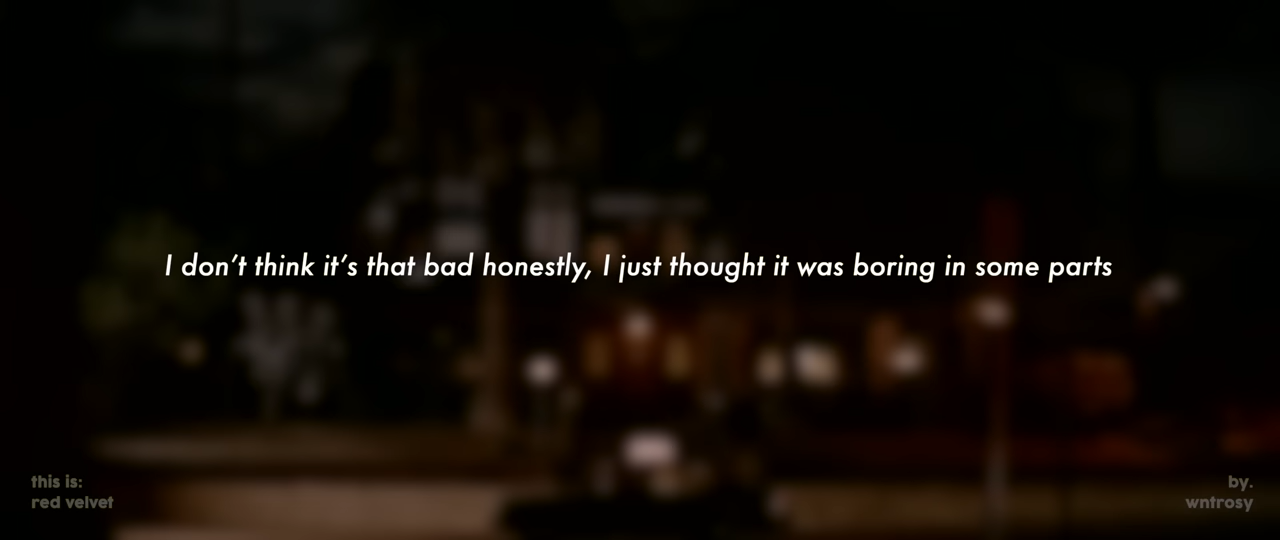 I don't think it's that bad honestly, I just thought it was boring in some parts
this is:
red velvet
by.
wntrosy